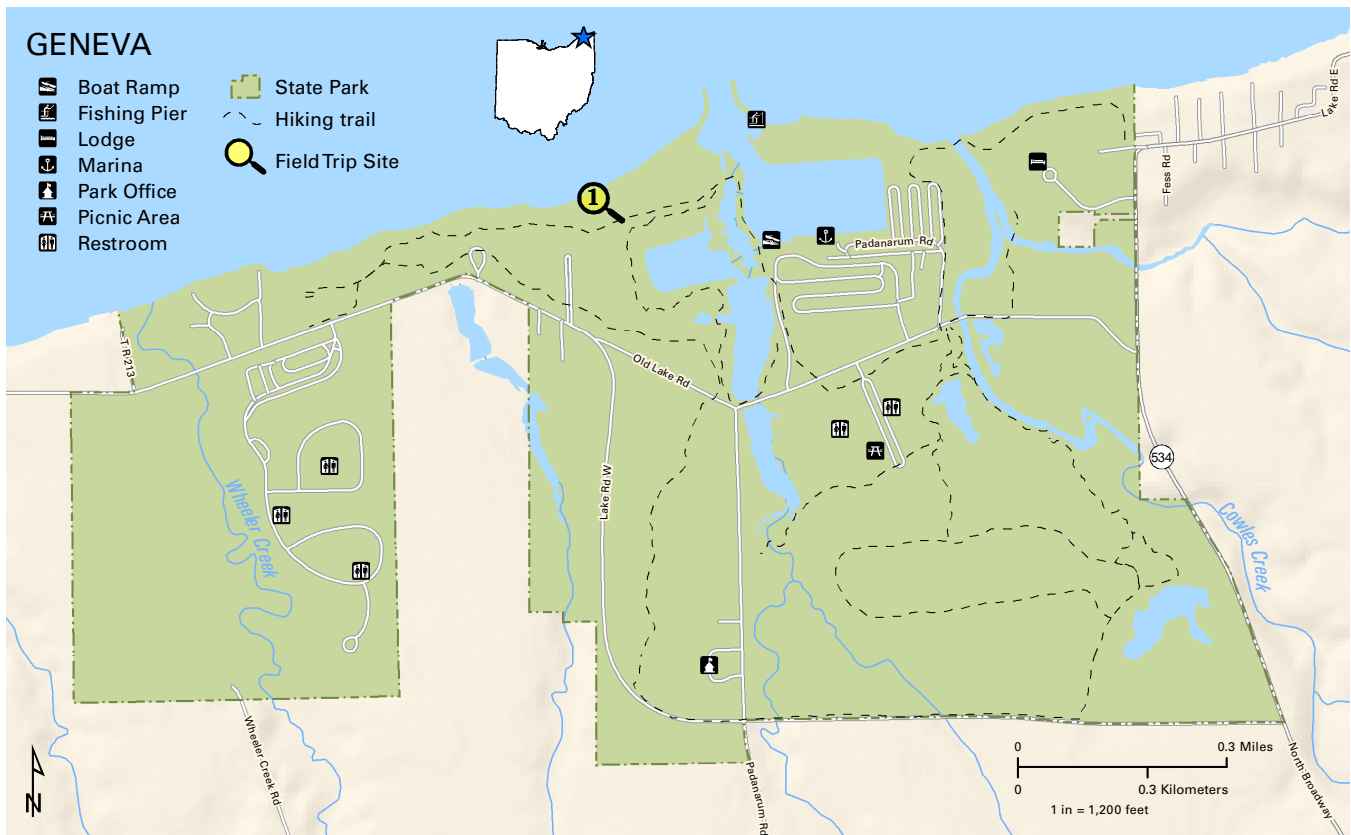 GENEVA
Boat Ramp
Fishing Pier
Lodge
Marina
Park Office
Picnic Area
Restroom
State Park
Hiking trail
Field Trip Site
1
Lake Rd E
Fess Rd
Padanarum Rd
T R 213
Old Lake Rd
Lake Rd W
534
Wheeler Creek
Cowles Creek
Wheeler Creek Rd
Padanarum Rd
North Broadway
N
0 0.3 Miles
0 0.3 Kilometers
1 in = 1,200 feet